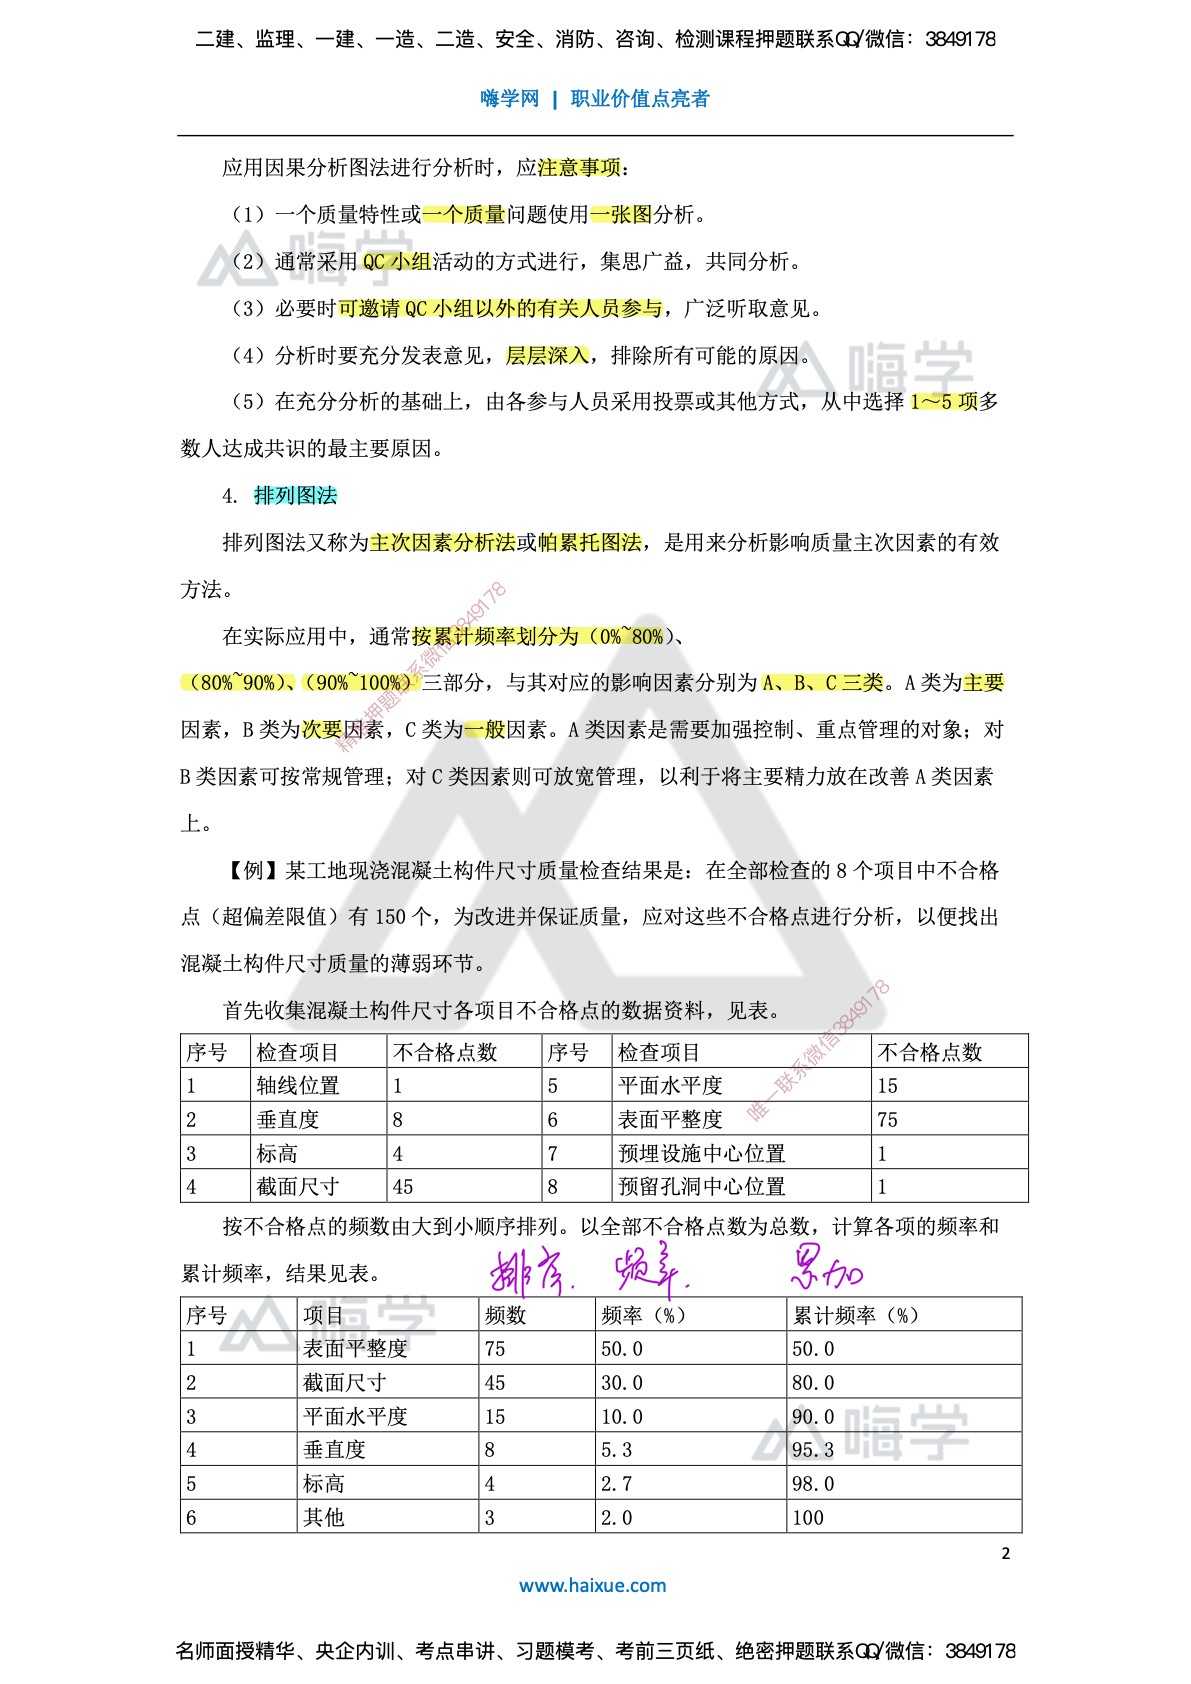 二建、监理、一建、一造、二造、安全、消防、咨询、检测课程押题联系QQ/微信：3849178
嗨学网 | 职业价值点亮者
应用因果分析图法进行分析时，应注意事项：
（1）一个质量特性或一个质量问题使用一张图分析。
嗨学
（2）通常采用 QC 小组活动的方式进行，集思广益，共同分析。
（3）必要时可邀请 QC 小组以外的有关人员参与，广泛听取意见。
（4）分析时要充分发表意见，层层深入，排除所有可能的原因。
嗨学
（5）在充分分析的基础上，由各参与人员采用投票或其他方式，从中选择 1～5 项多
数人达成共识的最主要原因。
4. 排列图法
排列图法又称为主次因素分析法或帕累托图法，是用来分析影响质量主次因素的有效
方法。
精准押题联系微信3849178
在实际应用中，通常按累计频率划分为（0%~80%）、
（80%~90%）、（90%~100%）三部分，与其对应的影响因素分别为 A、B、C 三类。A 类为主要
因素，B 类为次要因素，C 类为一般因素。A 类因素是需要加强控制、重点管理的对象；对
B 类因素可按常规管理；对 C 类因素则可放宽管理，以利于将主要精力放在改善 A 类因素
上。
【例】某工地现浇混凝土构件尺寸质量检查结果是：在全部检查的 8 个项目中不合格
点（超偏差限值）有 150 个，为改进并保证质量，应对这些不合格点进行分析，以便找出
混凝土构件尺寸质量的薄弱环节。
首先收集混凝土构件尺寸各项目不合格点的数据资料，见表。
唯一联系微信3849178
序号 检查项目 不合格点数 序号 检查项目 不合格点数
1 轴线位置 1 5 平面水平度 15
2 垂直度 8 6 表面平整度 75
3 标高 4 7 预埋设施中心位置 1
4 截面尺寸 45 8 预留孔洞中心位置 1
按不合格点的频数由大到小顺序排列。以全部不合格点数为总数，计算各项的频率和
累计频率，结果见表。
排序. 频率. 累加
嗨学
序号 项目 频数 频率（%） 累计频率（%）
1 表面平整度 75 50.0 50.0
2 截面尺寸 45 30.0 80.0
3 平面水平度 15 10.0 90.0
嗨学
4 垂直度 8 5.3 95.3
5 标高 4 2.7 98.0
6 其他 3 2.0 100
2
www.haixue.com
名师面授精华、央企内训、考点串讲、习题模考、考前三页纸、绝密押题联系QQ/微信：3849178